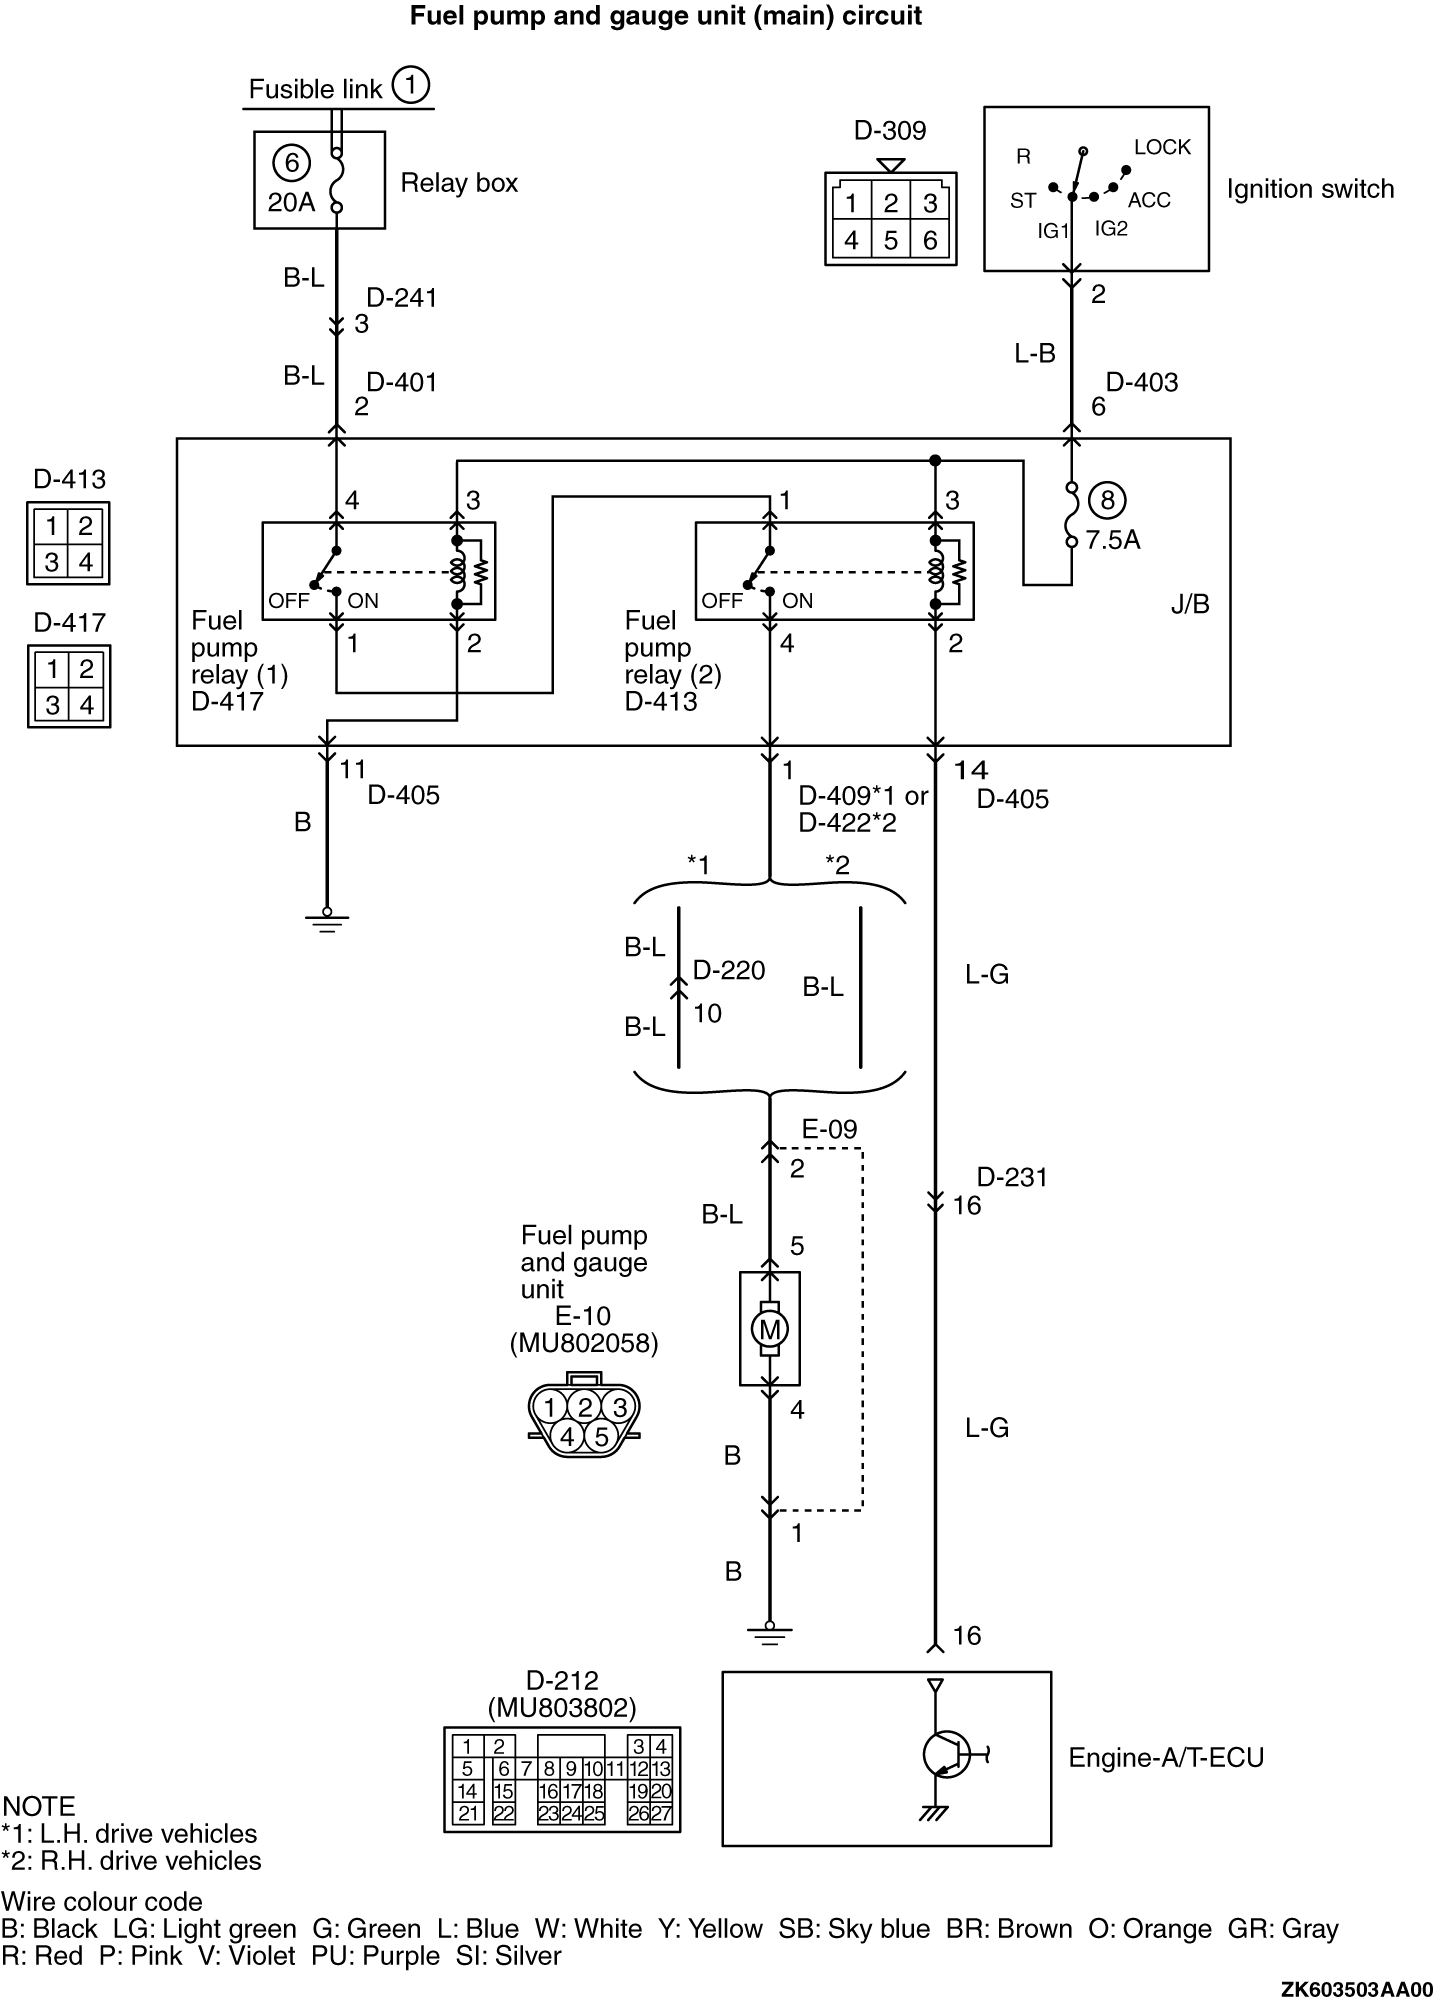 Fuel pump and gauge unit (main) circuit
Fusible link 1
6
20A
Relay box
D-309
1 2 3
4 5 6
R
LOCK
ST
ACC
IG1
IG2
Ignition switch
B-L
D-241
3
B-L
D-401
2
2
L-B
D-403
6
D-413
1 2
3 4
D-417
1 2
3 4
4
3
1
3
8
7.5A
OFF ON
OFF ON
J/B
1
2
4
2
Fuel
pump
relay (1)
D-417
Fuel
pump
relay (2)
D-413
11
D-405
B
1
D-409*1 or
D-422*2
14
D-405
*1
*2
B-L
D-220
10
B-L
B-L
L-G
E-09
2
D-231
16
B-L
5
Fuel pump
and gauge
unit
E-10
(MU802058)
1 2 3
4 5
M
4
B
L-G
1
B
16
D-212
(MU803802)
1 2 3 4
5 6 7 8 9 10 11 12 13
14 15 16 17 18 19 20
21 22 23 24 25 26 27
Engine-A/T-ECU
NOTE
*1: L.H. drive vehicles
*2: R.H. drive vehicles
Wire colour code
B: Black LG: Light green G: Green L: Blue W: White Y: Yellow SB: Sky blue BR: Brown O: Orange GR: Gray
R: Red P: Pink V: Violet PU: Purple SI: Silver
ZK603503AA00